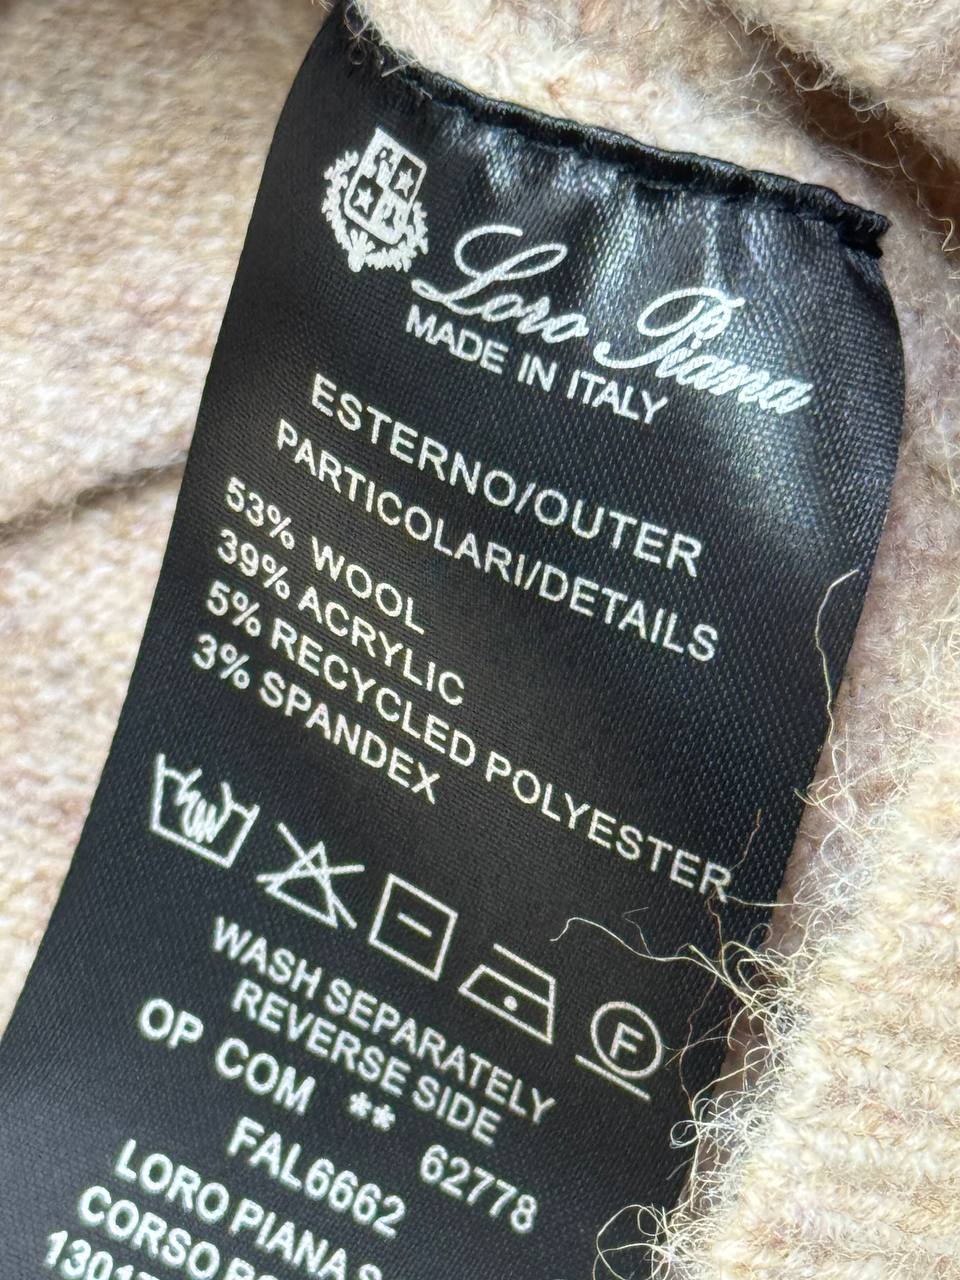 Loro Piana
MADE IN ITALY
ESTERNO/OUTER
PARTICOLARI/DETAILS
53% WOOL
39% ACRYLIC
5% RECYCLED POLYESTER
3% SPANDEX
F
WASH SEPARATELY
REVERSE SIDE
OP COM ** 62778
FAL6662
LORO PIANA S
CORSO